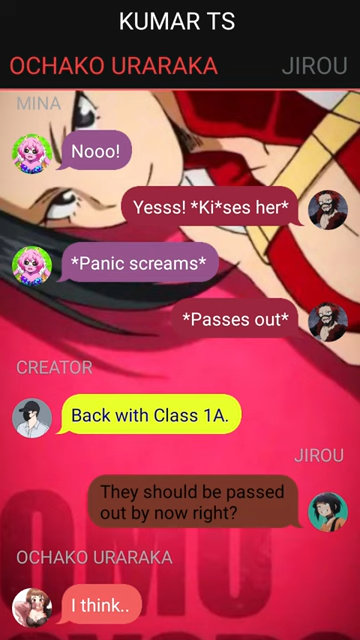 KUMAR TS
OCHAKO URARAKA JIROU
MINA
Nooo!
Yesss! *Ki*ses her*
*Panic screams*
*Passes out*
CREATOR
Back with Class 1A.
JIROU
They should be passed
out by now right?
OCHAKO URARAKA
I think..